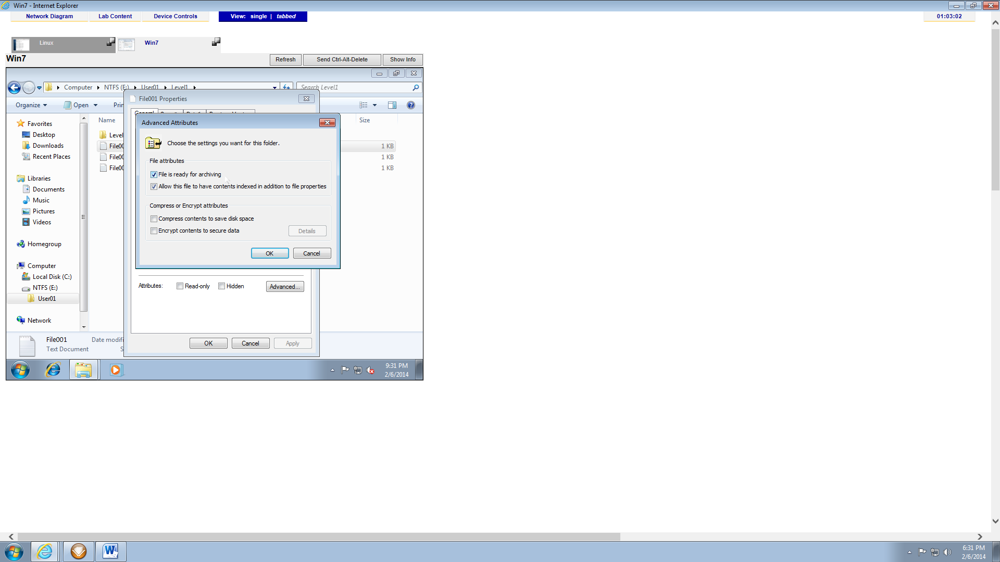 Win7 - Internet Explorer
Network Diagram Lab Content Device Controls View: single | tabbed 01:03:02
Linux Win7
Win7 Refresh Send Ctrl-Alt-Delete Show Info
Computer NTFS (E:) User01 Level1 Search Level1
File001 Properties
Organize Open
General
Name Size
Advanced Attributes
Favorites
Desktop
Downloads
Recent Places
Libraries
Documents
Music
Pictures
Videos
Homegroup
Computer
Local Disk (C:)
NTFS (E:)
User01
Network
Level
File00 1 KB
File00 1 KB
File00 1 KB
Choose the settings you want for this folder.
File attributes
File is ready for archiving
Allow this file to have contents indexed in addition to file properties
Compress or Encrypt attributes
Compress contents to save disk space
Encrypt contents to secure data Details
OK Cancel
Attributes: Read-only Hidden Advanced...
OK Cancel Apply
File001 Date modifi
Text Document S
9:31 PM
2/6/2014
6:31 PM
2/6/2014